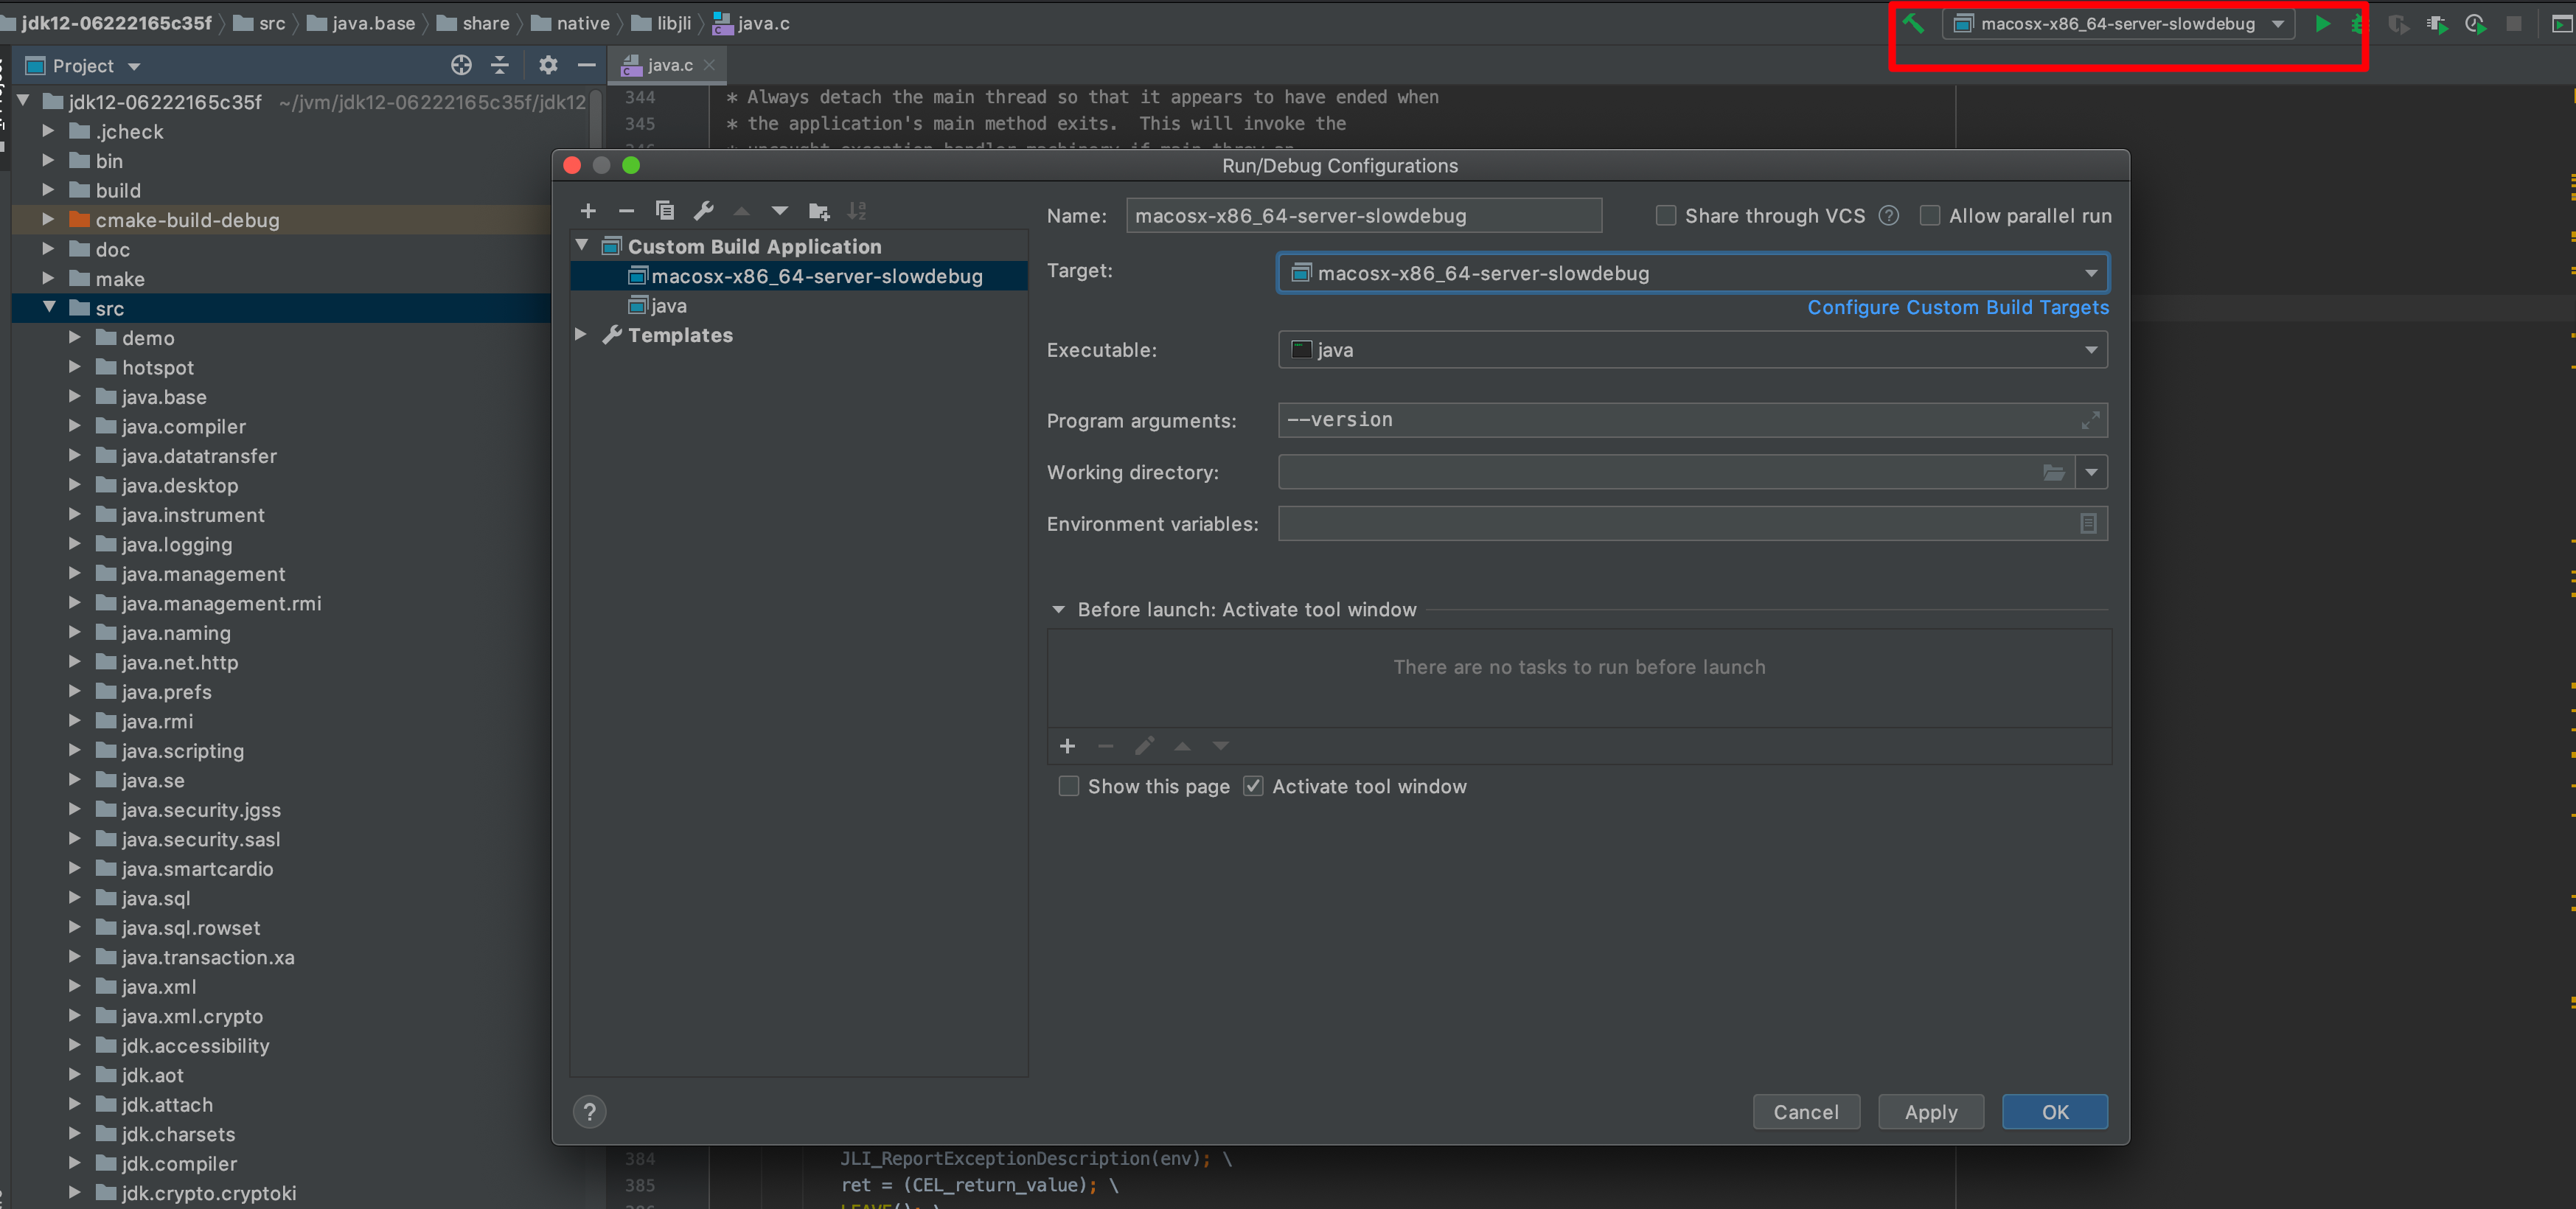 jdk12-06222165c35f src java.base share native libjli java.c
macosx-x86_64-server-slowdebug
Project
java.c
jdk12-06222165c35f ~/jvm/jdk12-06222165c35f/jdk12
.jcheck
bin
build
cmake-build-debug
doc
make
src
demo
hotspot
java.base
java.compiler
java.datatransfer
java.desktop
java.instrument
java.logging
java.management
java.management.rmi
java.naming
java.net.http
java.prefs
java.rmi
java.scripting
java.se
java.security.jgss
java.security.sasl
java.smartcardio
java.sql
java.sql.rowset
java.transaction.xa
java.xml
java.xml.crypto
jdk.accessibility
jdk.aot
jdk.attach
jdk.charsets
jdk.compiler
jdk.crypto.cryptoki
344 * Always detach the main thread so that it appears to have ended when
345 * the application's main method exits. This will invoke the
Run/Debug Configurations
Custom Build Application
macosx-x86_64-server-slowdebug
java
Templates
Name: macosx-x86_64-server-slowdebug
Share through VCS ?
Allow parallel run
Target: macosx-x86_64-server-slowdebug
Configure Custom Build Targets
Executable: java
Program arguments: --version
Working directory:
Environment variables:
Before launch: Activate tool window
There are no tasks to run before launch
Show this page
Activate tool window
?
Cancel
Apply
OK
384 JLI_ReportExceptionDescription(env); \
385 ret = (CEL_return_value); \